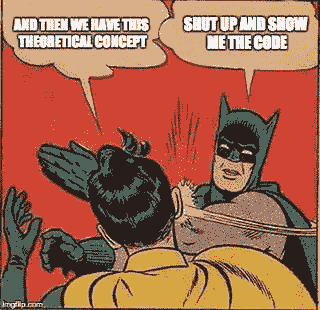 AND THEN WE HAVE THIS
THEORETICAL CONCEPT
SHUT UP AND SHOW
ME THE CODE
imgflip.com